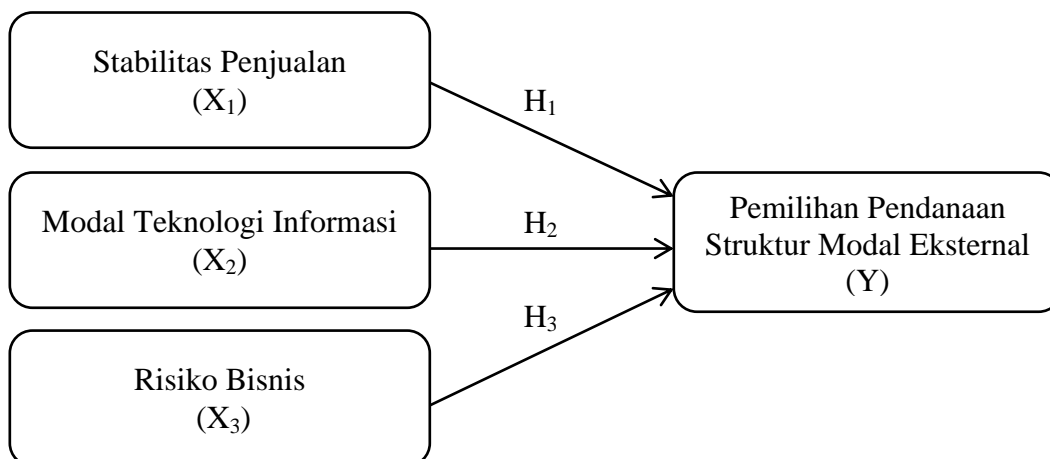 Stabilitas Penjualan
(X₁)
H₁
Modal Teknologi Informasi
(X₂)
H₂
Pemilihan Pendanaan
Struktur Modal Eksternal
(Y)
H₃
Risiko Bisnis
(X₃)